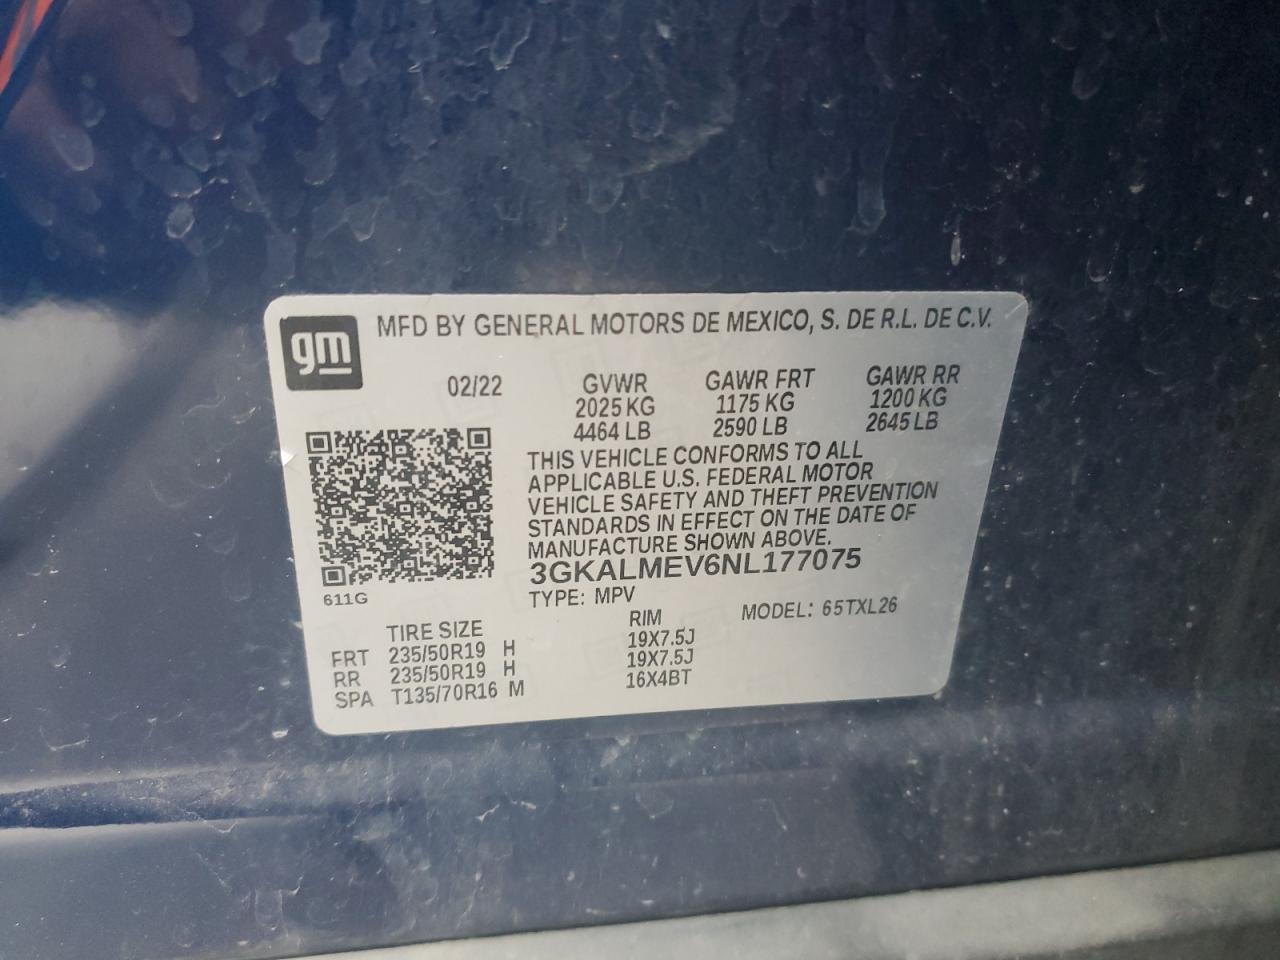 gm MFD BY GENERAL MOTORS DE MEXICO, S. DE R.L. DE C.V.
02/22 GVWR GAWR FRT GAWR RR
2025 KG 1175 KG 1200 KG
4464 LB 2590 LB 2645 LB
THIS VEHICLE CONFORMS TO ALL
APPLICABLE U.S. FEDERAL MOTOR
VEHICLE SAFETY AND THEFT PREVENTION
STANDARDS IN EFFECT ON THE DATE OF
MANUFACTURE SHOWN ABOVE.
3GKALMEV6NL177075
611G
TYPE: MPV MODEL: 65TXL26
TIRE SIZE RIM
FRT 235/50R19 H 19X7.5J
RR 235/50R19 H 19X7.5J
SPA T135/70R16 M 16X4BT